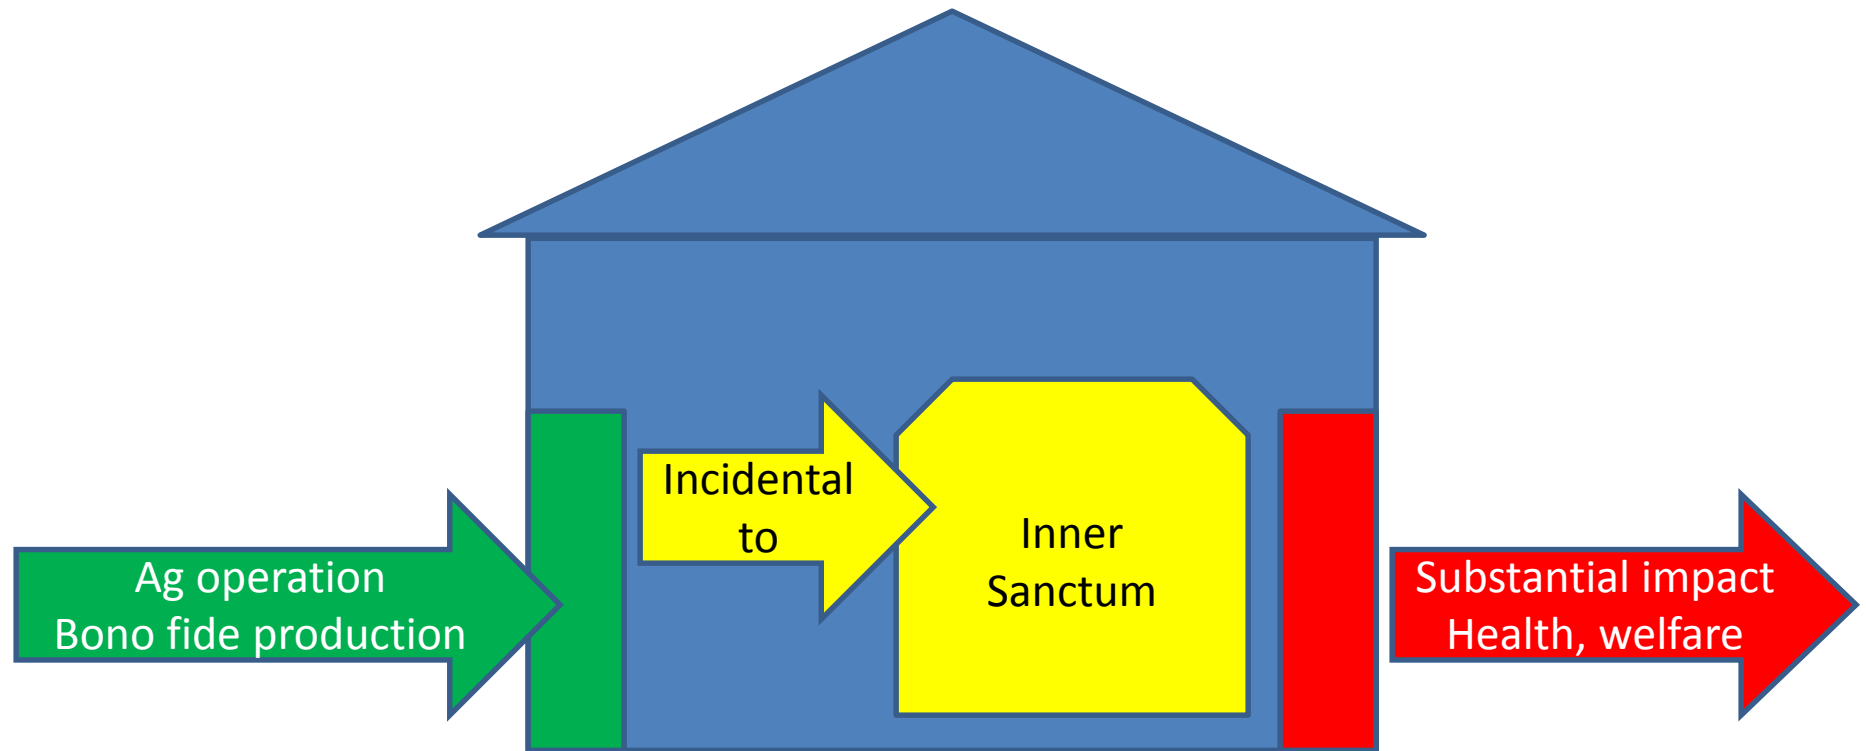 Ag operation
Bono fide production
Incidental
to
Inner
Sanctum
Substantial impact
Health, welfare